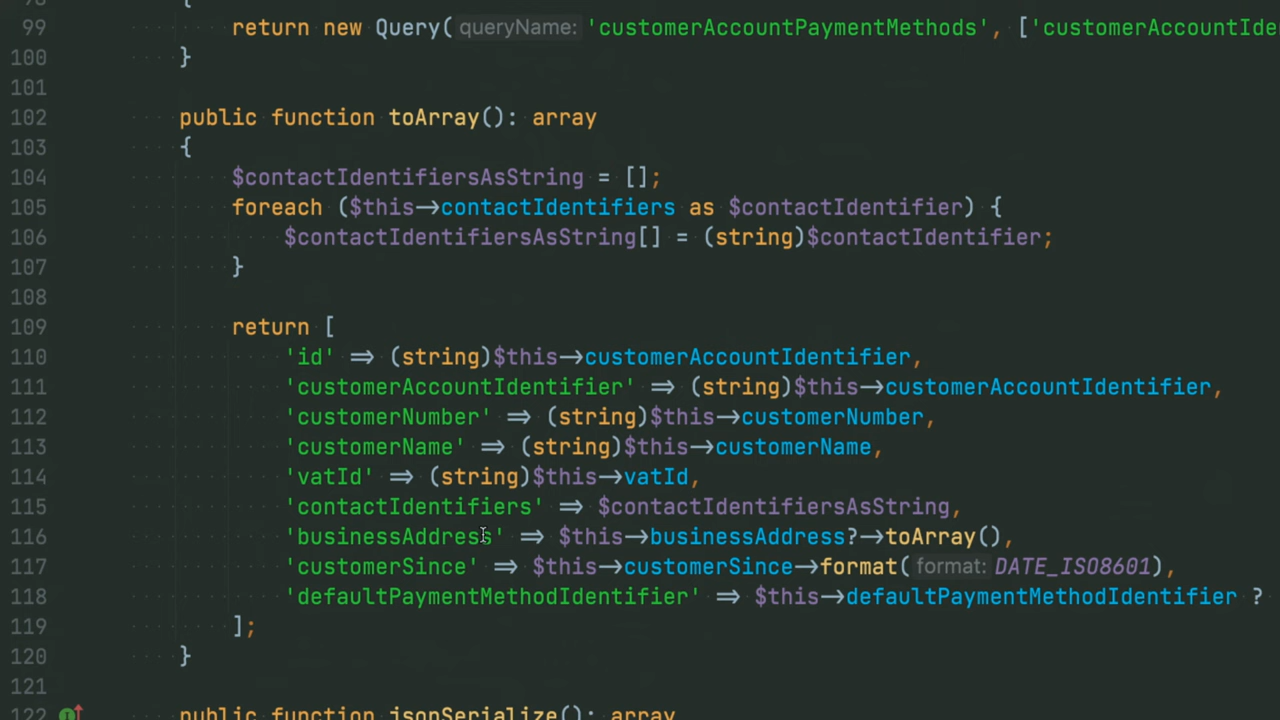 98 {
99 return new Query( queryName: 'customerAccountPaymentMethods', ['customerAccountIde
100 }
101
102 public function toArray(): array
103 {
104 $contactIdentifiersAsString = [];
105 foreach ($this->contactIdentifiers as $contactIdentifier) {
106 $contactIdentifiersAsString[] = (string)$contactIdentifier;
107 }
108
109 return [
110 'id' => (string)$this->customerAccountIdentifier,
111 'customerAccountIdentifier' => (string)$this->customerAccountIdentifier,
112 'customerNumber' => (string)$this->customerNumber,
113 'customerName' => (string)$this->customerName,
114 'vatId' => (string)$this->vatId,
115 'contactIdentifiers' => $contactIdentifiersAsString,
116 'businessAddress' => $this->businessAddress?->toArray(),
117 'customerSince' => $this->customerSince->format( format: DATE_ISO8601),
118 'defaultPaymentMethodIdentifier' => $this->defaultPaymentMethodIdentifier ?
119 ];
120 }
121
122 public function jsonSerialize(): array